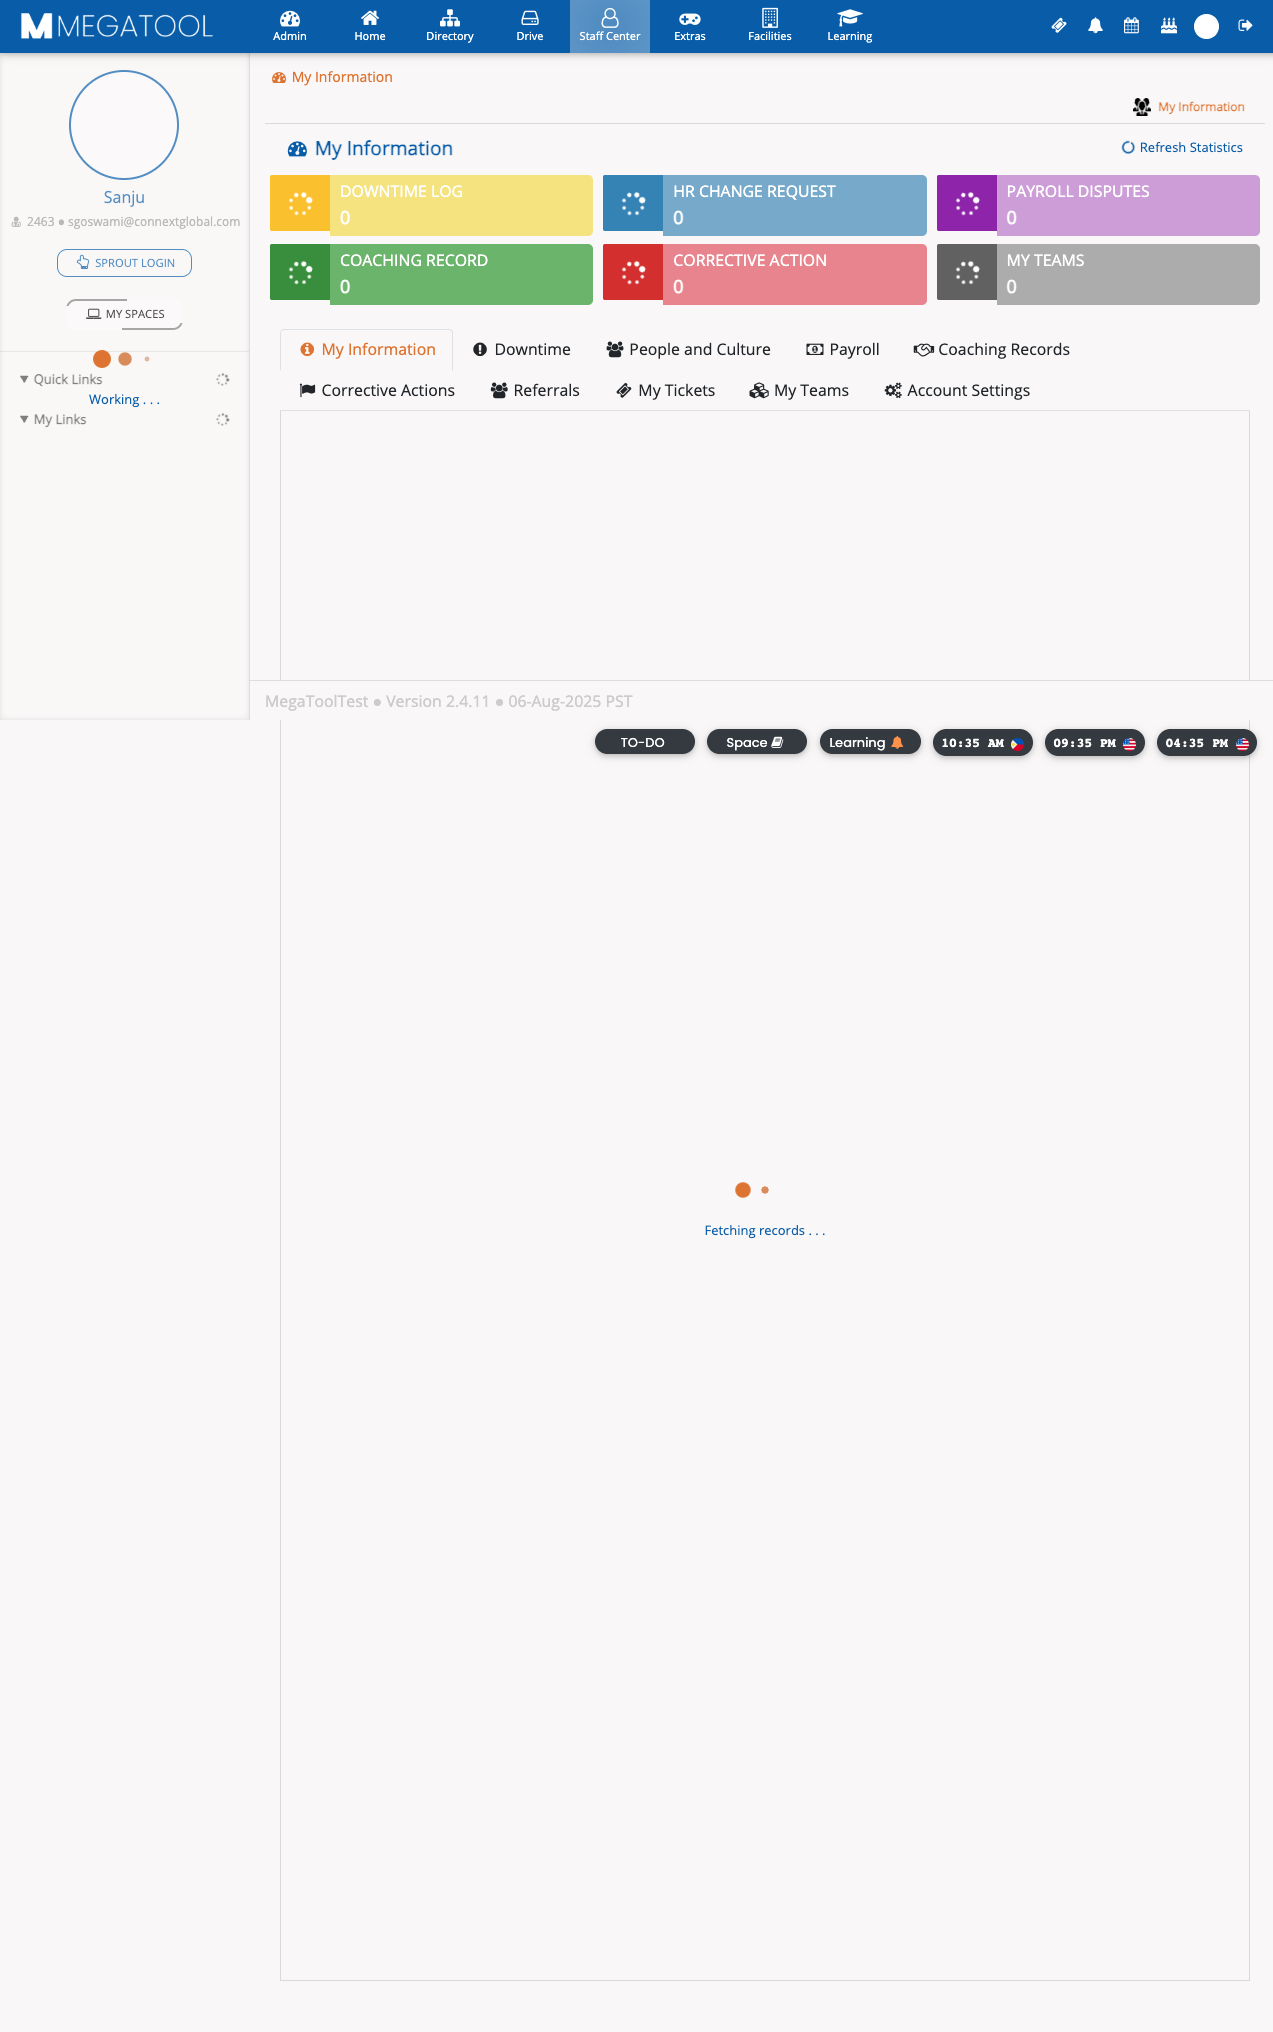 MEGATOOL
Admin
Home
Directory
Drive
Staff Center
Extras
Facilities
Learning
Sanju
2463 ● sgoswami@connextglobal.com
SPROUT LOGIN
MY SPACES
Quick Links
Working . . .
My Links
My Information
My Information
My Information
Refresh Statistics
DOWNTIME LOG
0
HR CHANGE REQUEST
0
PAYROLL DISPUTES
0
COACHING RECORD
0
CORRECTIVE ACTION
0
MY TEAMS
0
My Information
Downtime
People and Culture
Payroll
Coaching Records
Corrective Actions
Referrals
My Tickets
My Teams
Account Settings
MegaToolTest ● Version 2.4.11 ● 06-Aug-2025 PST
TO-DO
Space
Learning
10:35 AM
09:35 PM
04:35 PM
Fetching records . . .